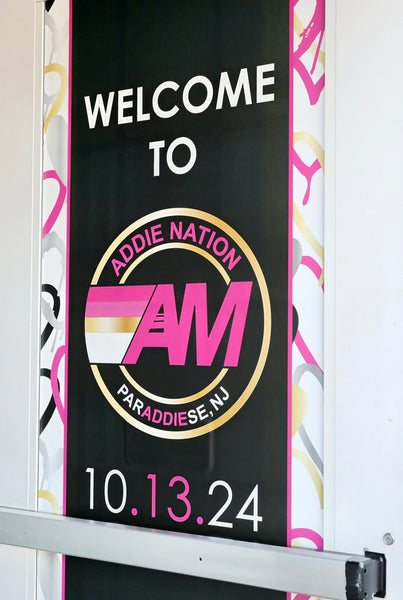 WELCOME
TO
ADDIE NATION
AM
PARADDIESE, NJ
10.13.24